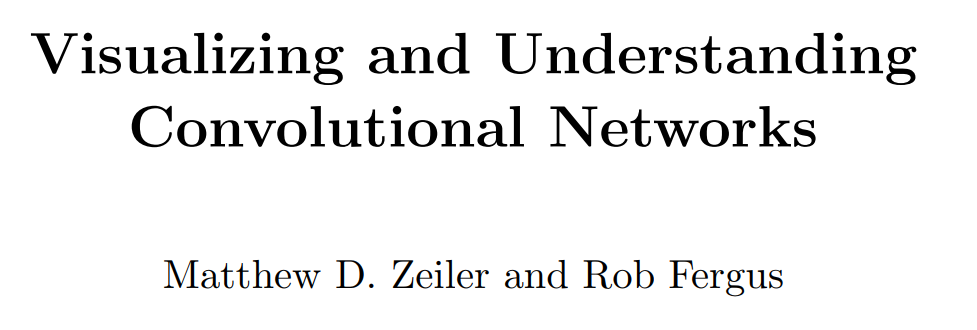 Visualizing and Understanding
Convolutional Networks
Matthew D. Zeiler and Rob Fergus